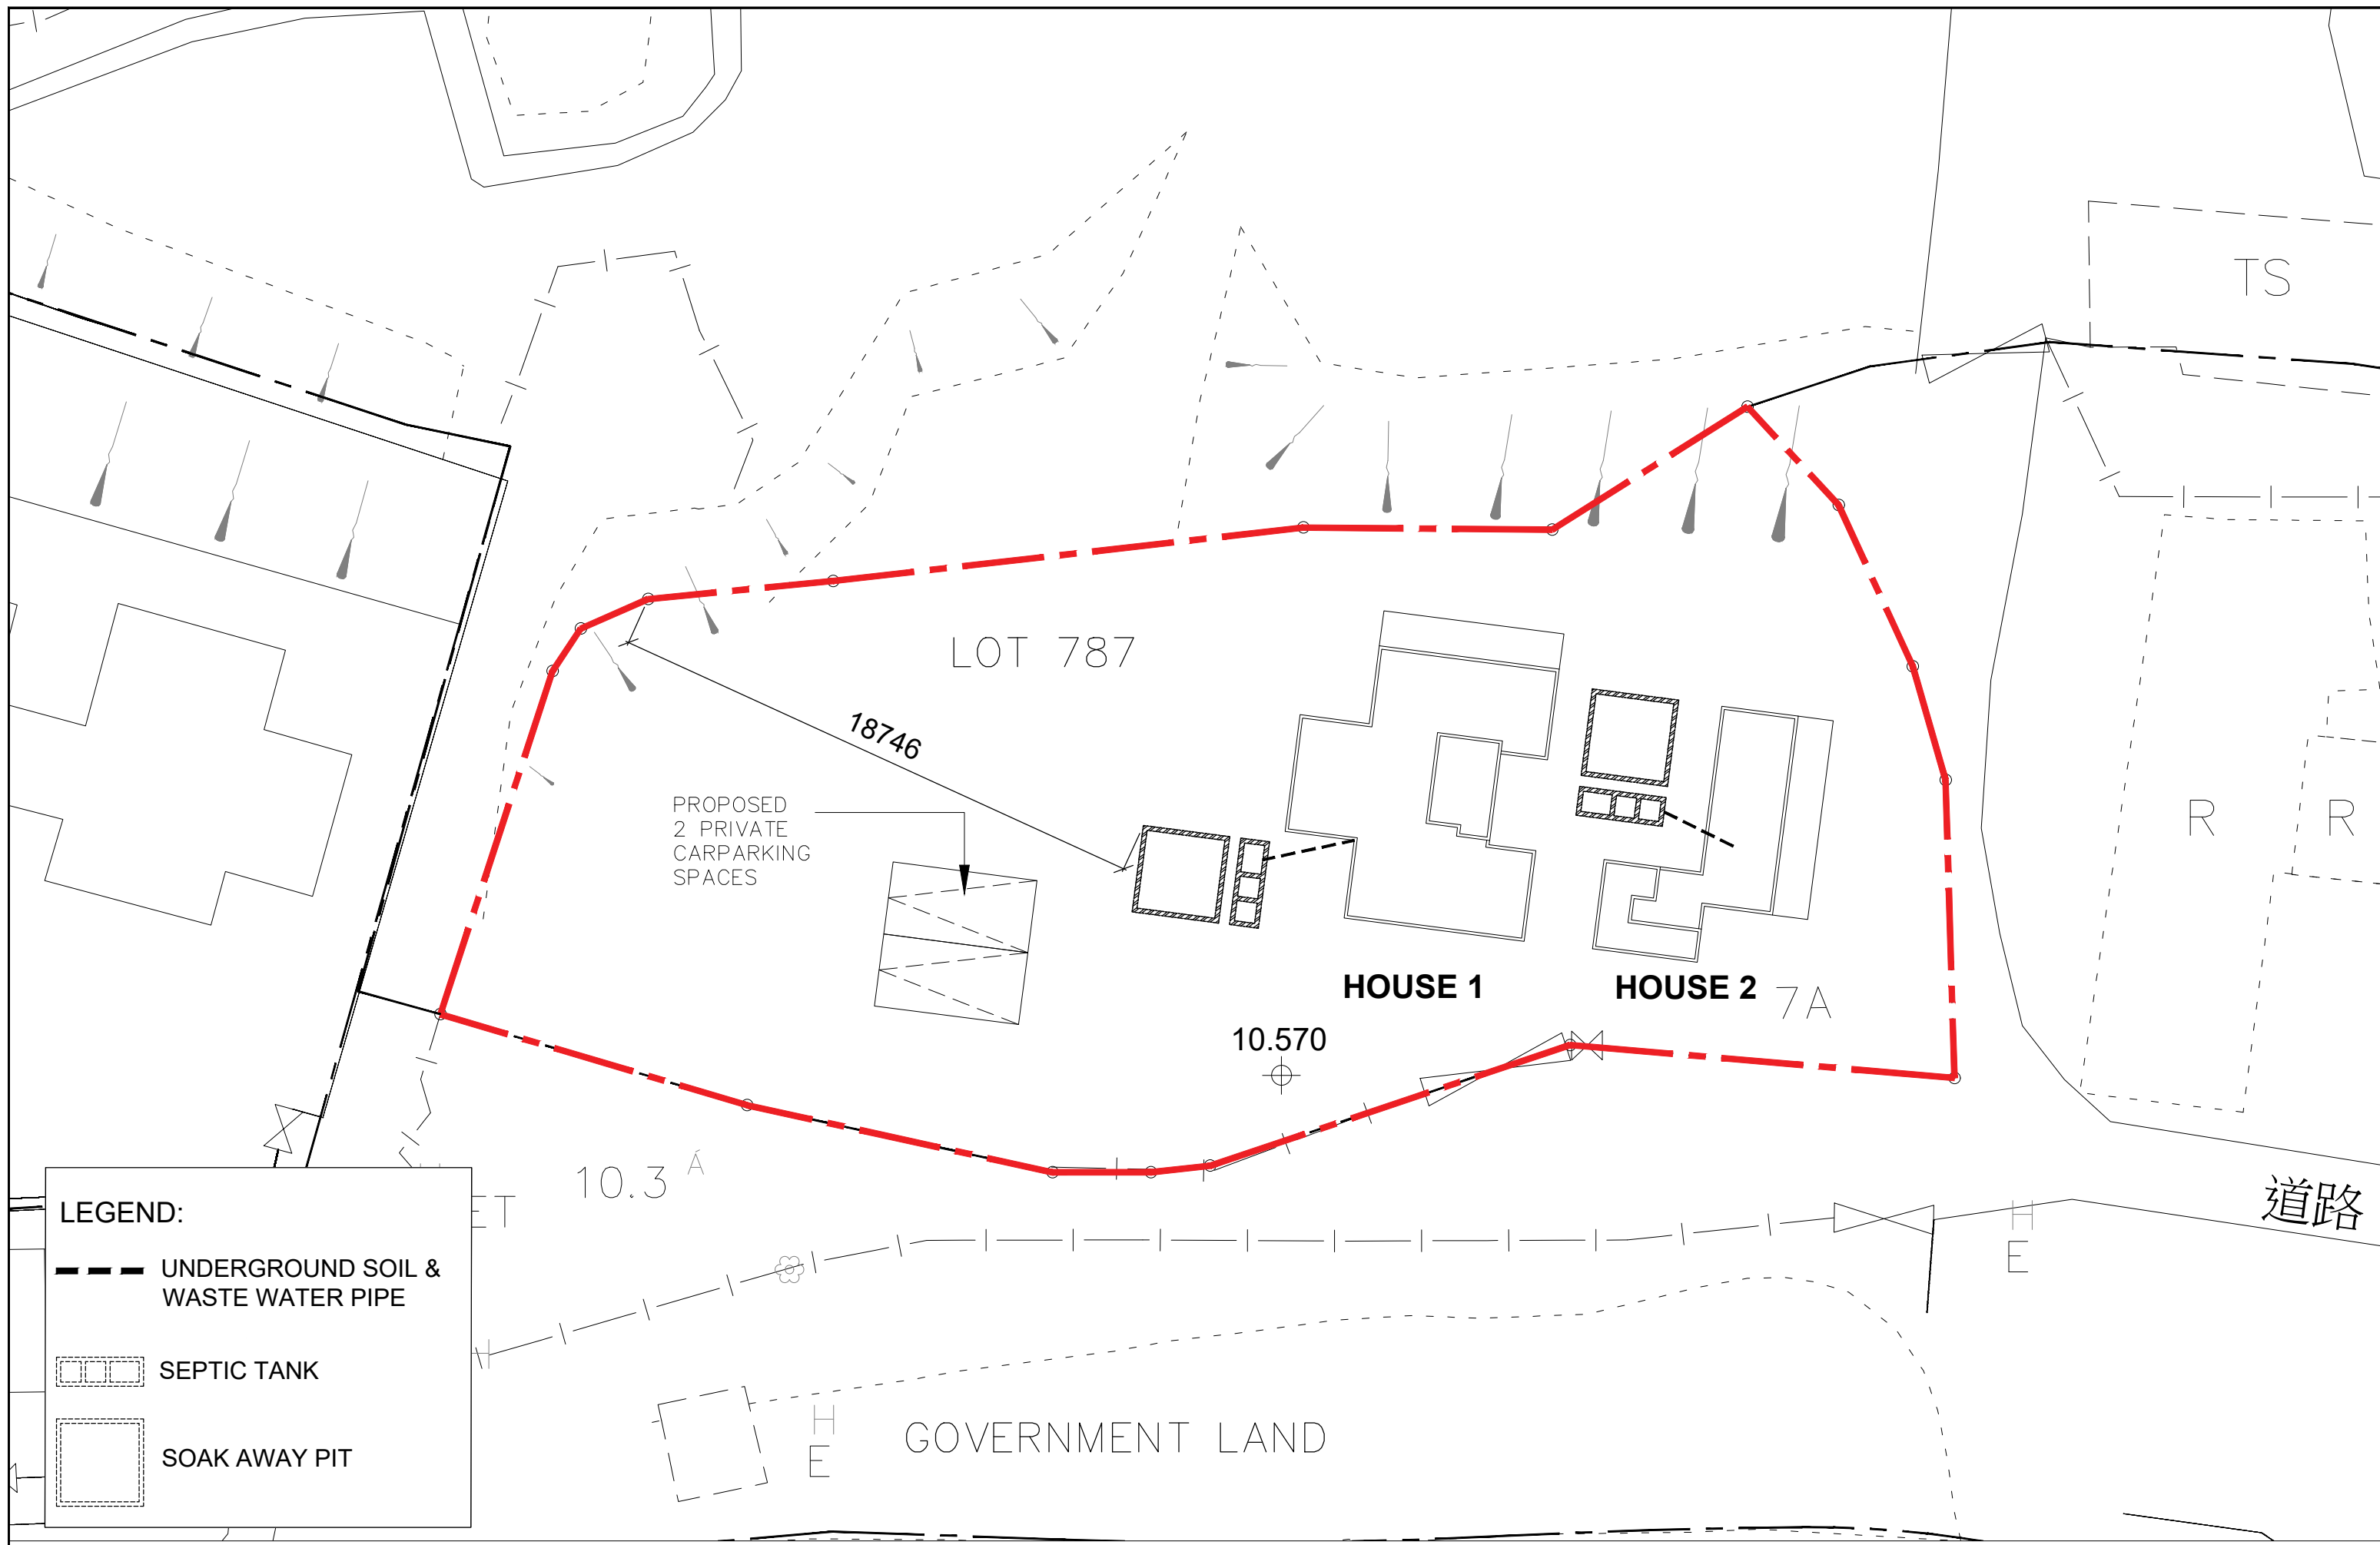 TS
LOT 787
18746
PROPOSED
2 PRIVATE
CARPARKING
SPACES
R
R
HOUSE 1
HOUSE 2
7A
10.570
10.3
道路
H
E
LEGEND:
UNDERGROUND SOIL &
WASTE WATER PIPE
SEPTIC TANK
SOAK AWAY PIT
ET
H
E
GOVERNMENT LAND